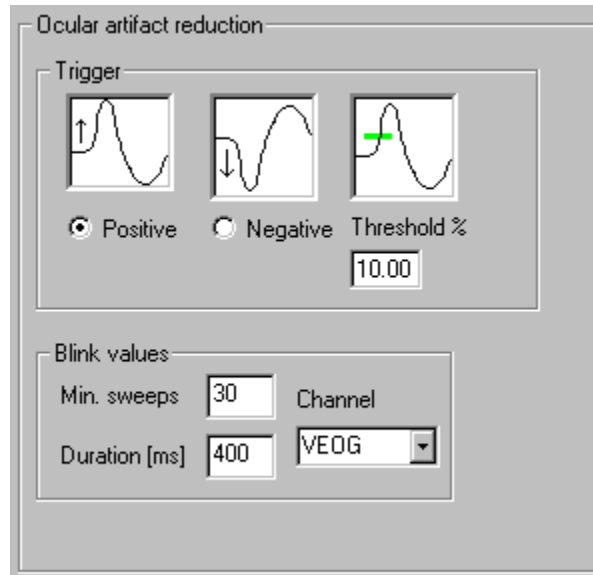 Ocular artifact reduction
Trigger
Positive
Negative
Threshold %
10.00
Blink values
Min. sweeps 30
Channel
Duration [ms] 400
VEOG